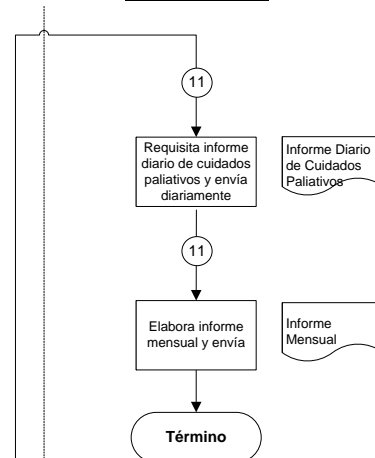 11
Requisita informe
diario de cuidados
paliativos y envía
diariamente
Informe Diario
de Cuidados
Paliativos
11
Elabora informe
mensual y envía
Informe
Mensual
Término